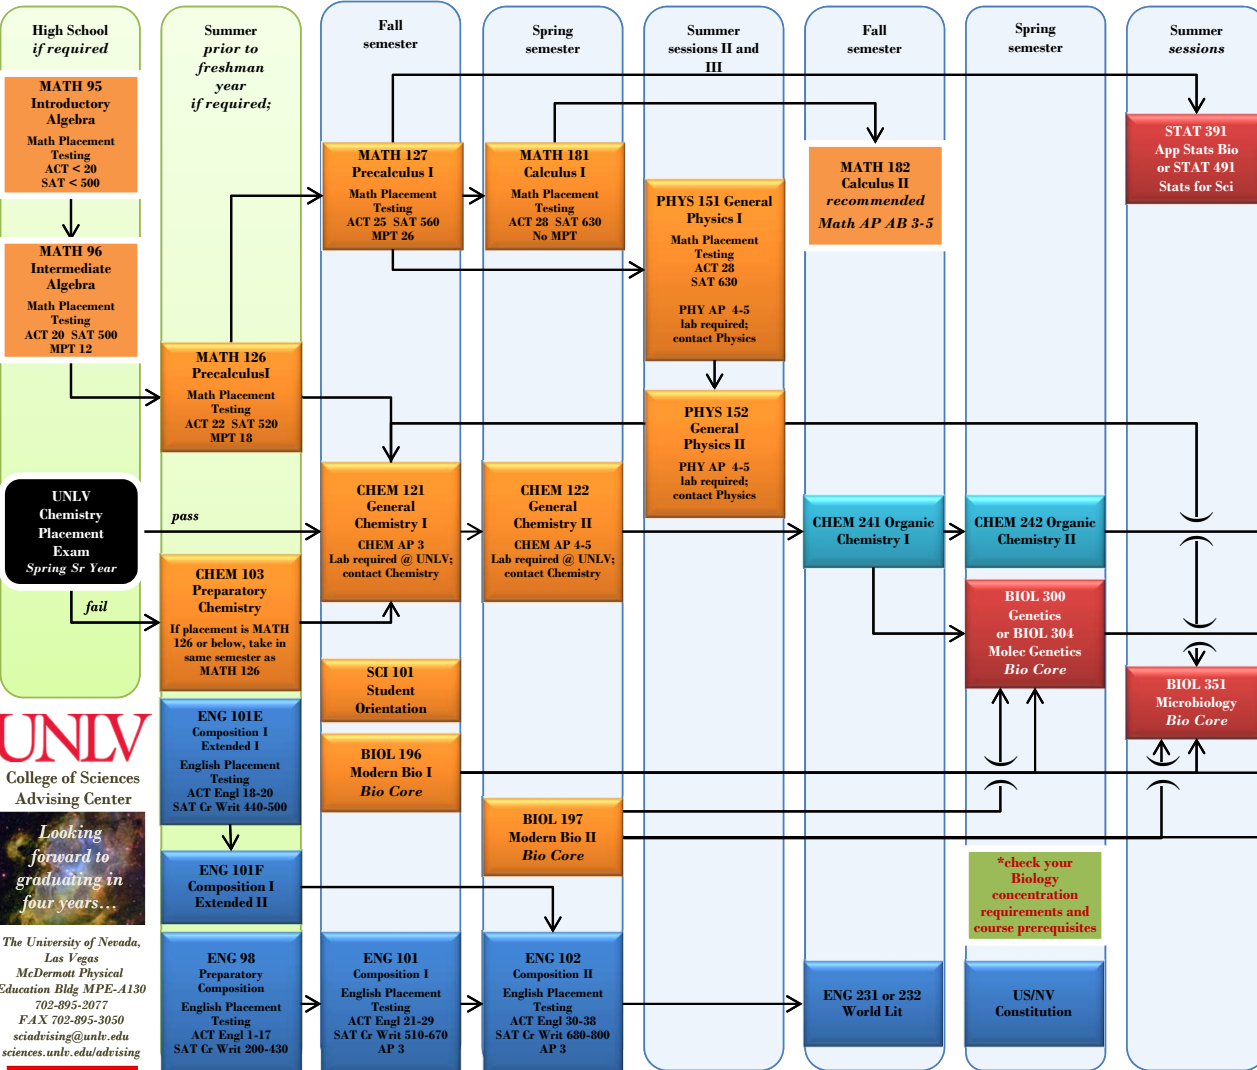 High School
if required
MATH 95
Introductory
Algebra
Math Placement
Testing
ACT < 20
SAT < 500
MATH 96
Intermediate
Algebra
Math Placement
Testing
ACT 20 SAT 500
MPT 12
UNLV
Chemistry
Placement
Exam
Spring Sr Year
pass
fail
UNLV
College of Sciences
Advising Center
Looking
forward to
graduating in
four years…
The University of Nevada,
Las Vegas
McDermott Physical
Education Bldg MPE-A130
702-895-2077
FAX 702-895-3050
sciadvising@unlv.edu
sciences.unlv.edu/advising
Summer
prior to
freshman
year
if required;
MATH 126
PrecalculusI
Math Placement
Testing
ACT 22 SAT 520
MPT 18
CHEM 103
Preparatory
Chemistry
If placement is MATH
126 or below, take in
same semester as
MATH 126
ENG 101E
Composition I
Extended I
English Placement
Testing
ACT Engl 18-20
SAT Cr Writ 440-500
ENG 101F
Composition I
Extended II
ENG 98
Preparatory
Composition
English Placement
Testing
ACT Engl 1-17
SAT Cr Writ 200-430
Fall
semester
MATH 127
Precalculus I
Math Placement
Testing
ACT 25 SAT 560
MPT 26
CHEM 121
General
Chemistry I
CHEM AP 3
Lab required @ UNLV;
contact Chemistry
SCI 101
Student
Orientation
BIOL 196
Modern Bio I
Bio Core
ENG 101
Composition I
English Placement
Testing
ACT Engl 21-29
SAT Cr Writ 510-670
AP 3
Spring
semester
MATH 181
Calculus I
Math Placement
Testing
ACT 28 SAT 630
No MPT
CHEM 122
General
Chemistry II
CHEM AP 4-5
Lab required @ UNLV;
contact Chemistry
BIOL 197
Modern Bio II
Bio Core
ENG 102
Composition II
English Placement
Testing
ACT Engl 30-38
SAT Cr Writ 680-800
AP 3
Summer
sessions II and
III
PHYS 151 General
Physics I
Math Placement
Testing
ACT 28
SAT 630
PHY AP 4-5
lab required;
contact Physics
PHYS 152
General
Physics II
PHY AP 4-5
lab required;
contact Physics
Fall
semester
MATH 182
Calculus II
recommended
Math AP AB 3-5
CHEM 241 Organic
Chemistry I
ENG 231 or 232
World Lit
Spring
semester
CHEM 242 Organic
Chemistry II
BIOL 300
Genetics
or BIOL 304
Molec Genetics
Bio Core
*check your
Biology
concentration
requirements and
course prerequisites
US/NV
Constitution
Summer
sessions
STAT 391
App Stats Bio
or STAT 491
Stats for Sci
BIOL 351
Microbiology
Bio Core